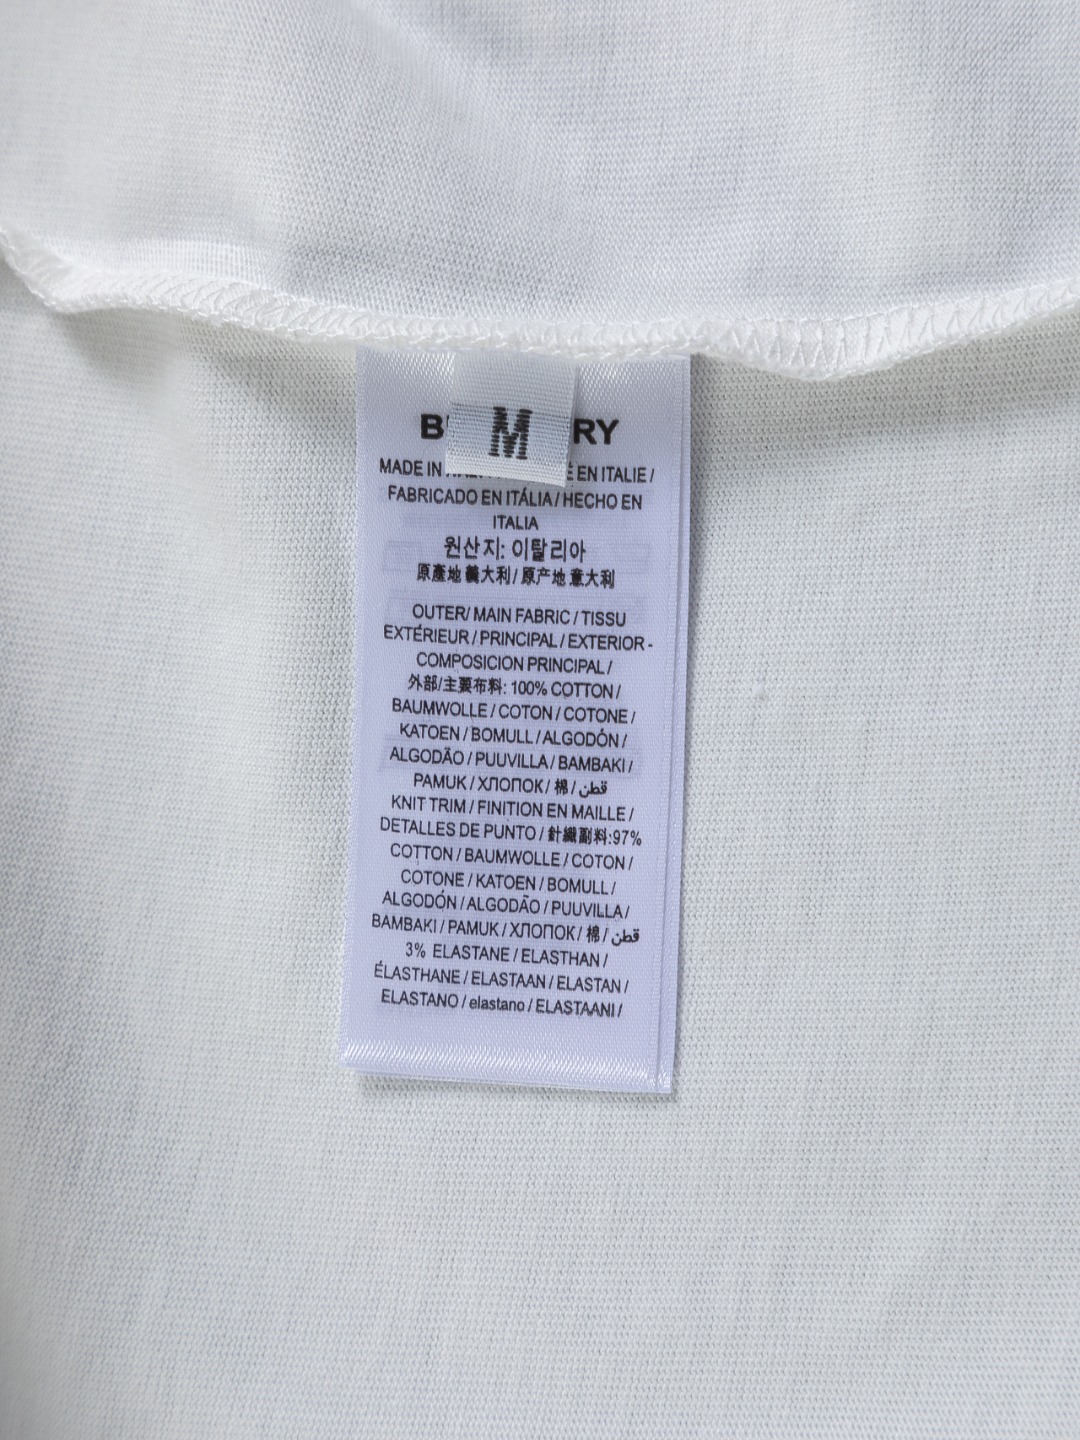 M
MADE IN EN ITALIE /
FABRICADO EN ITÁLIA / HECHO EN
ITALIA
원산지: 이탈리아
原產地 義大利 / 原产地 意大利
OUTER/ MAIN FABRIC / TISSU
EXTÉRIEUR / PRINCIPAL / EXTERIOR -
COMPOSICION PRINCIPAL /
外部/主要布料: 100% COTTON /
BAUMWOLLE / COTON / COTONE /
KATOEN / BOMULL / ALGODÓN /
ALGODÃO / PUUVILLA / BAMBAKI /
PAMUK / ХЛОПОК / 棉 / قطن
KNIT TRIM / FINITION EN MAILLE /
DETALLES DE PUNTO / 針織副料:97%
COTTON / BAUMWOLLE / COTON /
COTONE / KATOEN / BOMULL /
ALGODÓN / ALGODÃO / PUUVILLA /
BAMBAKI / PAMUK / ХЛОПОК / 棉 / قطن
3% ELASTANE / ELASTHAN /
ÉLASTHANE / ELASTAAN / ELASTAN /
ELASTANO / elastano / ELASTAANI /